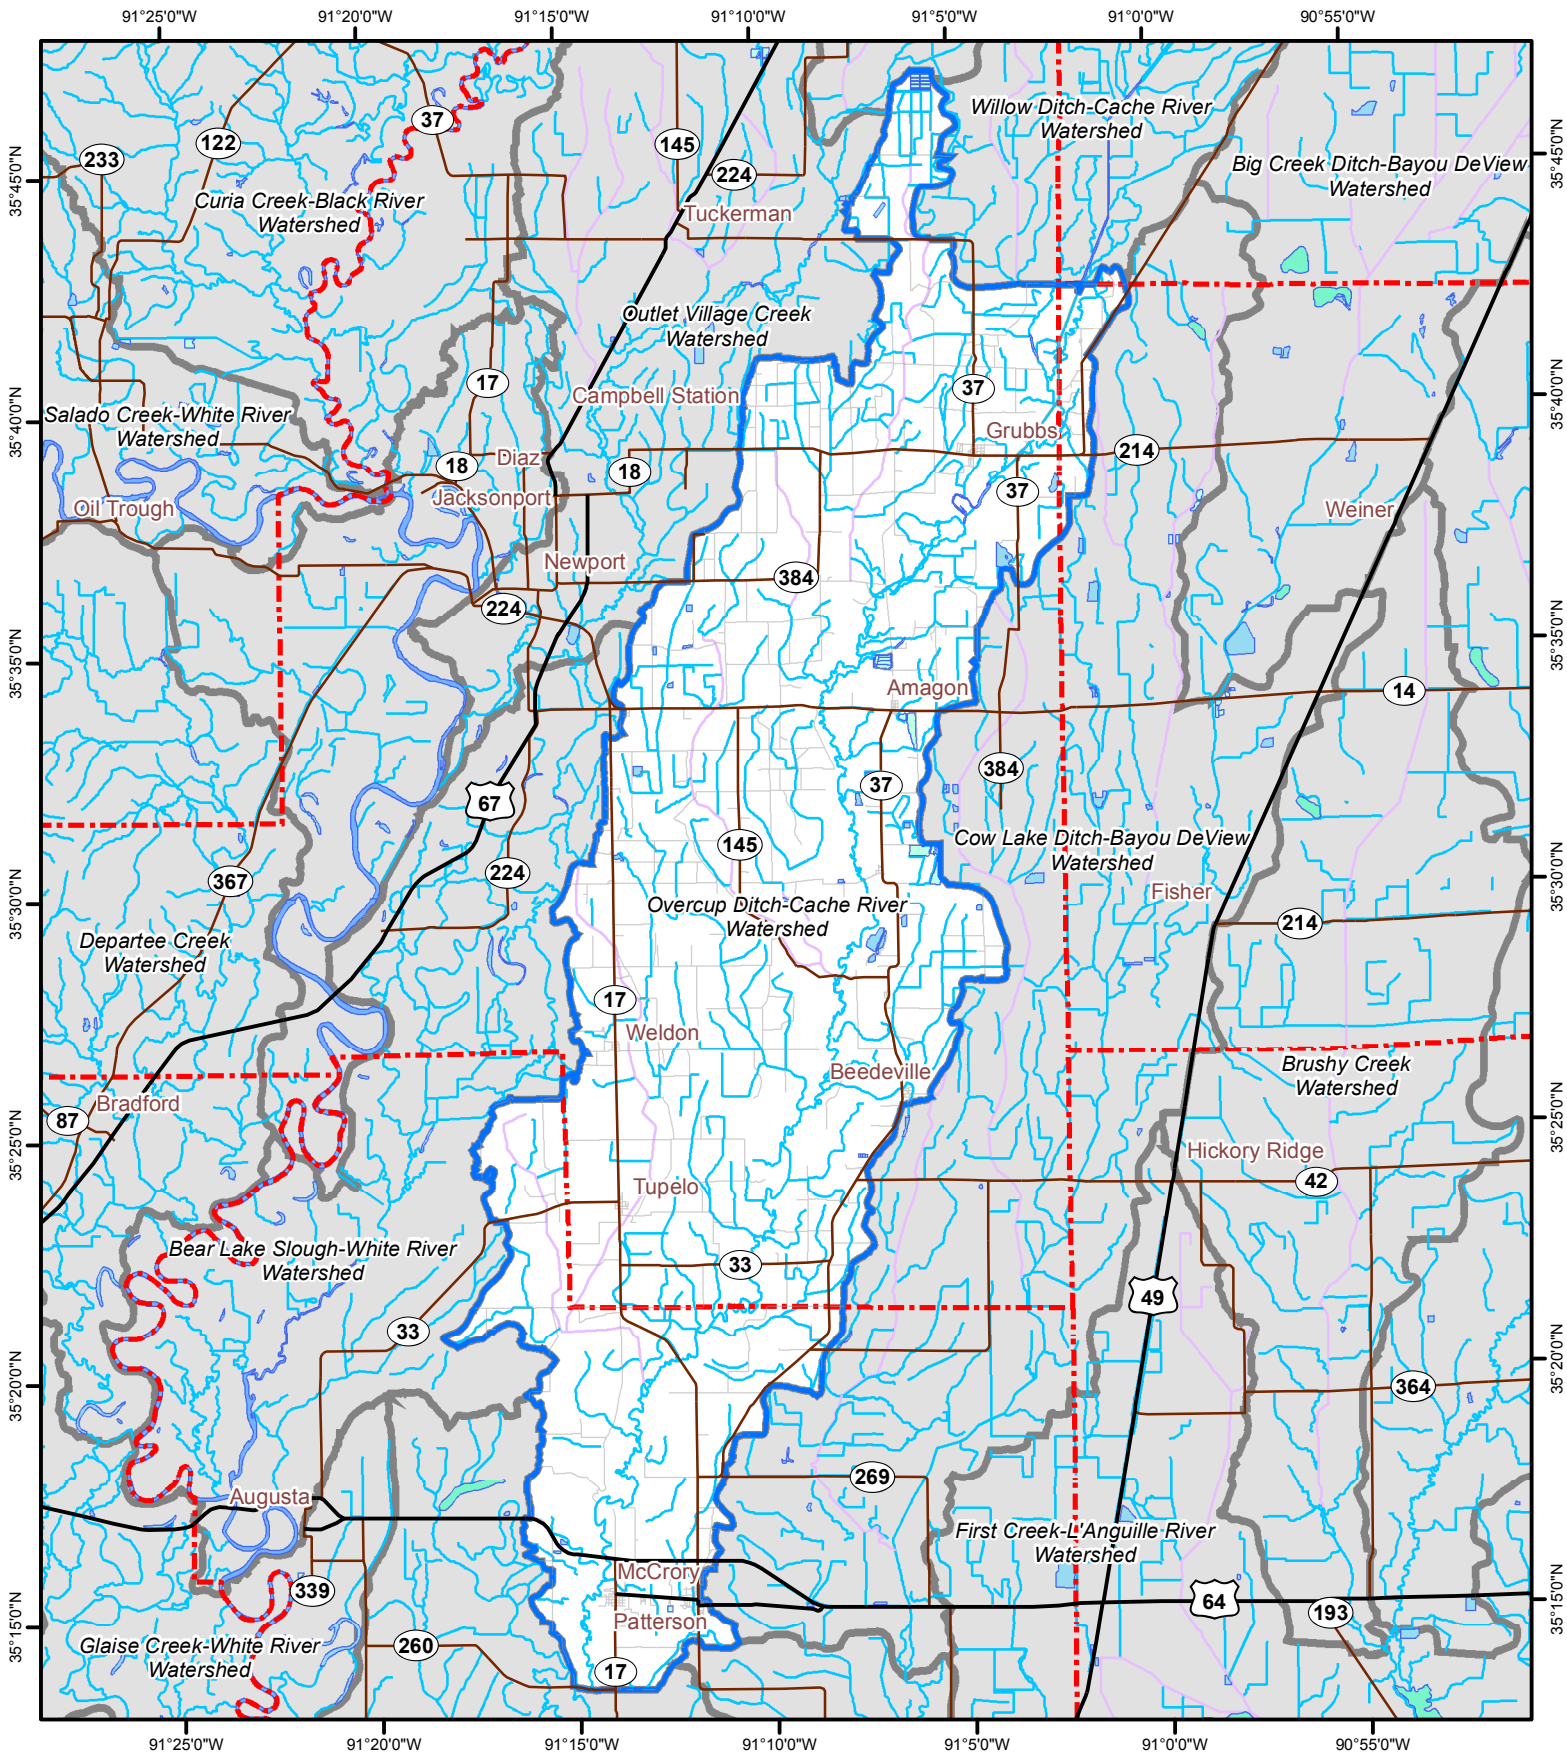 91°25'0"W
91°20'0"W
91°15'0"W
91°10'0"W
91°5'0"W
91°0'0"W
90°55'0"W
Willow Ditch-Cache River
Watershed
37
122
145
233
224
35°45'0"N
35°45'0"N
Big Creek Ditch-Bayou DeView
Watershed
Curia Creek-Black River
Watershed
Tuckerman
Outlet Village Creek
Watershed
17
37
Campbell Station
35°40'0"N
35°40'0"N
Salado Creek-White River
Watershed
Grubbs
214
Diaz
18
18
Jacksonport
37
Oil Trough
Weiner
Newport
384
224
35°35'0"N
35°35'0"N
Amagon
14
384
37
67
145
Cow Lake Ditch-Bayou DeView
Watershed
367
224
Fisher
35°30'0"N
35°30'0"N
Overcup Ditch-Cache River
Watershed
214
Departee Creek
Watershed
17
Weldon
Beedeville
Brushy Creek
Watershed
Bradford
87
35°25'0"N
35°25'0"N
Hickory Ridge
42
Tupelo
Bear Lake Slough-White River
Watershed
33
49
33
35°20'0"N
35°20'0"N
364
269
Augusta
First Creek-L'Anguille River
Watershed
McCrory
339
64
193
Patterson
35°15'0"N
35°15'0"N
Glaise Creek-White River
Watershed
260
17
91°25'0"W
91°20'0"W
91°15'0"W
91°10'0"W
91°5'0"W
91°0'0"W
90°55'0"W